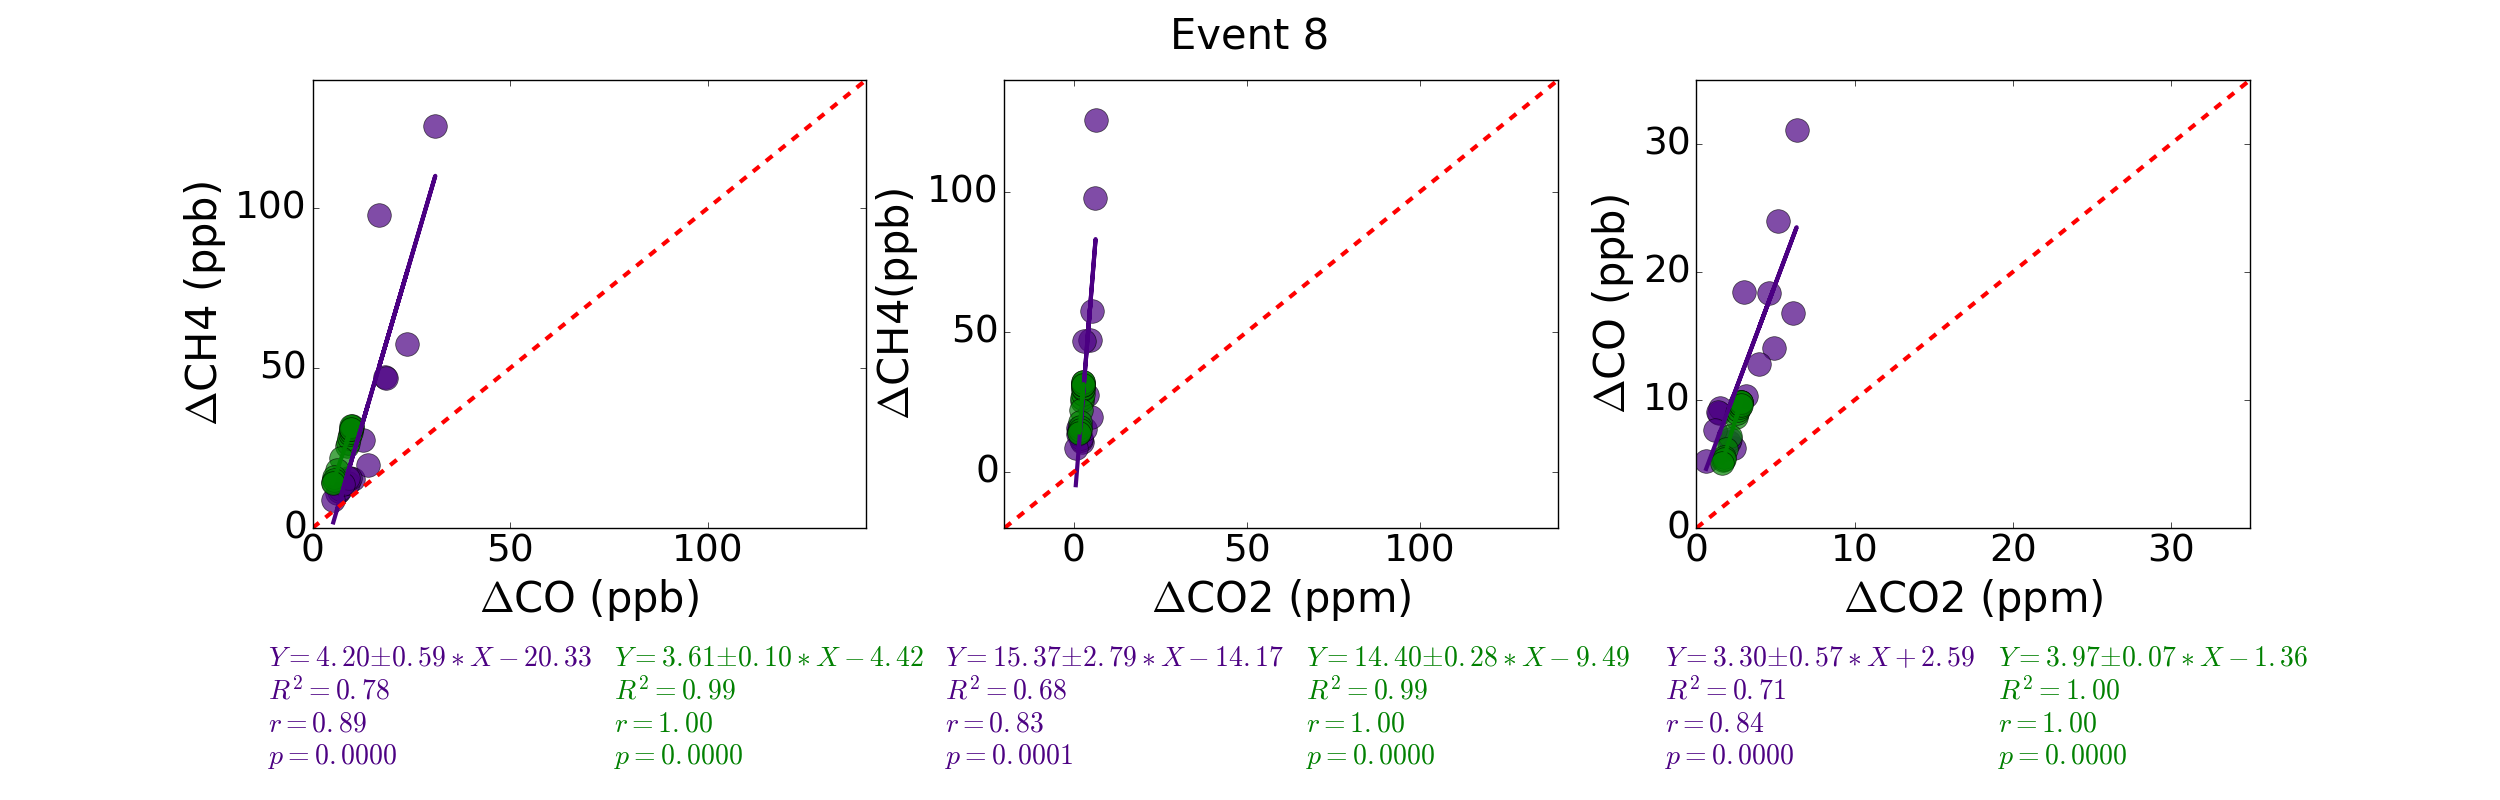 Event 8
ΔCH4 (ppb)
100
50
0
0 50 100
ΔCO (ppb)
ΔCH4(ppb)
100
50
0
0 50 100
ΔCO2 (ppm)
ΔCO (ppb)
30
20
10
0
0 10 20 30
ΔCO2 (ppm)
Y=4.20±0.59∗X−20.33
R²=0.78
r=0.89
p=0.0000
Y=3.61±0.10∗X−4.42
R²=0.99
r=1.00
p=0.0000
Y=15.37±2.79∗X−14.17
R²=0.68
r=0.83
p=0.0001
Y=14.40±0.28∗X−9.49
R²=0.99
r=1.00
p=0.0000
Y=3.30±0.57∗X+2.59
R²=0.71
r=0.84
p=0.0000
Y=3.97±0.07∗X−1.36
R²=1.00
r=1.00
p=0.0000